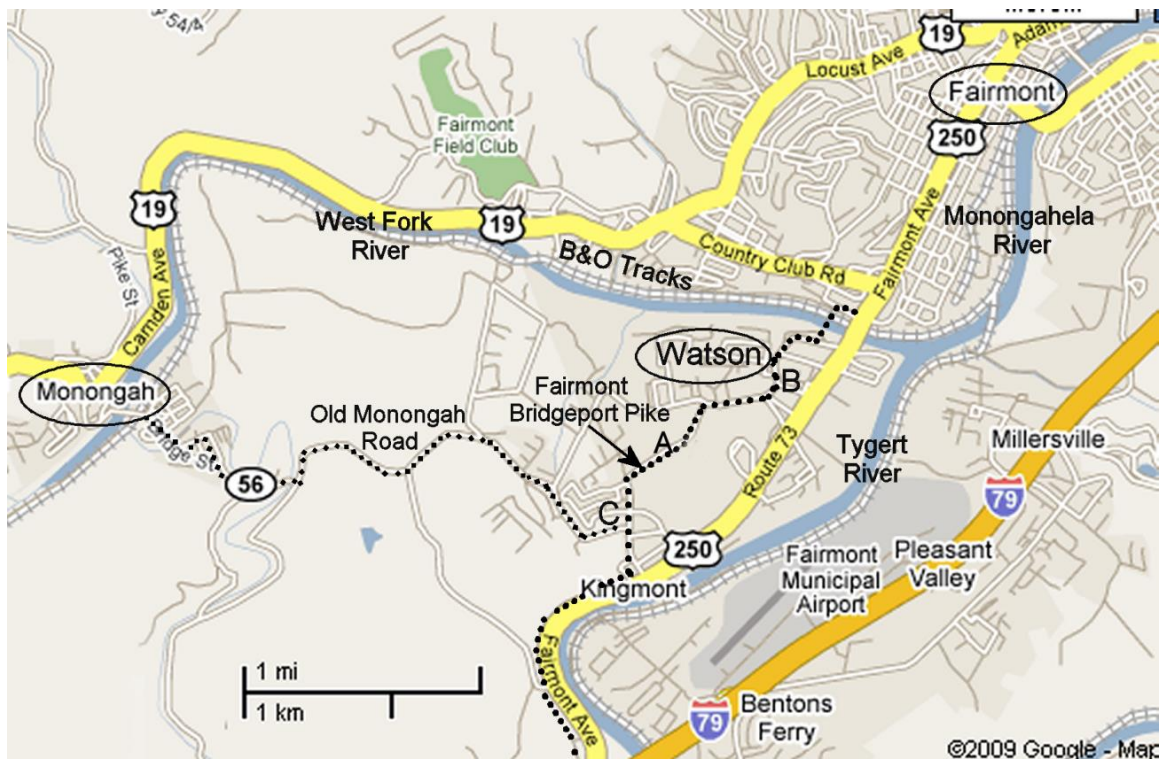 19
Adam
Locust Ave
Fairmont
Fairmont
Field Club
250
19
West Fork
River
19
Monongahela
River
Pike St
Camden Ave
B&O Tracks
Country Club Rd
Fairmont Ave
Watson
Monongah
Fairmont
Bridgeport Pike
B
Old Monongah
Road
A
Tygert
River
Millersville
Bridge St
56
Route 73
79
C
250
Fairmont
Municipal
Airport
Pleasant
Valley
Kingmont
Fairmont Ave
1 mi
1 km
79
Bentons
Ferry
©2009 Google - Map